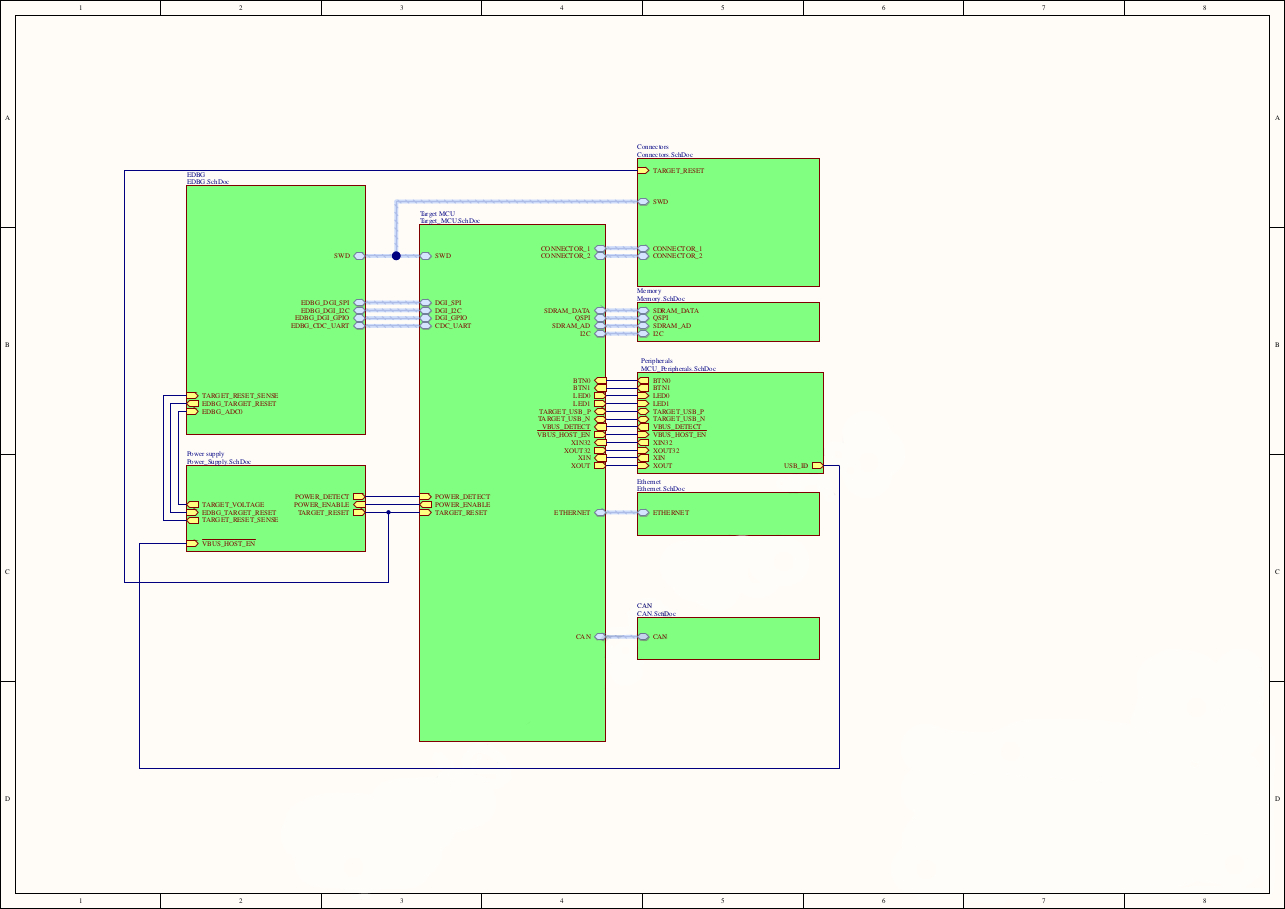 1 2 3 4 5 6 7 8
A A
B B
C C
D D
EDBG
EDBG.SchDoc
SWD
EDBG_DGI_SPI
EDBG_DGI_I2C
EDBG_DGI_GPIO
EDBG_CDC_UART
TARGET_RESET_SENSE
EDBG_TARGET_RESET
EDBG_ADC0
Power supply
Power_Supply.SchDoc
POWER_DETECT
TARGET_VOLTAGE POWER_ENABLE
EDBG_TARGET_RESET TARGET_RESET
TARGET_RESET_SENSE
VBUS_HOST_EN
Target MCU
Target_MCU.SchDoc
CONNECTOR_1
SWD CONNECTOR_2
DGI_SPI
DGI_I2C SDRAM_DATA
DGI_GPIO QSPI
CDC_UART SDRAM_AD
I2C
BTN0
BTN1
LED0
LED1
TARGET_USB_P
TARGET_USB_N
VBUS_DETECT
VBUS_HOST_EN
XIN32
XOUT32
XIN
XOUT
POWER_DETECT
POWER_ENABLE
TARGET_RESET ETHERNET
CAN
Connectors
Connectors.SchDoc
TARGET_RESET
SWD
CONNECTOR_1
CONNECTOR_2
Memory
Memory.SchDoc
SDRAM_DATA
QSPI
SDRAM_AD
I2C
Peripherals
MCU_Peripherals.SchDoc
BTN0
BTN1
LED0
LED1
TARGET_USB_P
TARGET_USB_N
VBUS_DETECT
VBUS_HOST_EN
XIN32
XOUT32
XIN
XOUT USB_ID
Ethernet
Ethernet.SchDoc
ETHERNET
CAN
CAN.SchDoc
CAN
1 2 3 4 5 6 7 8